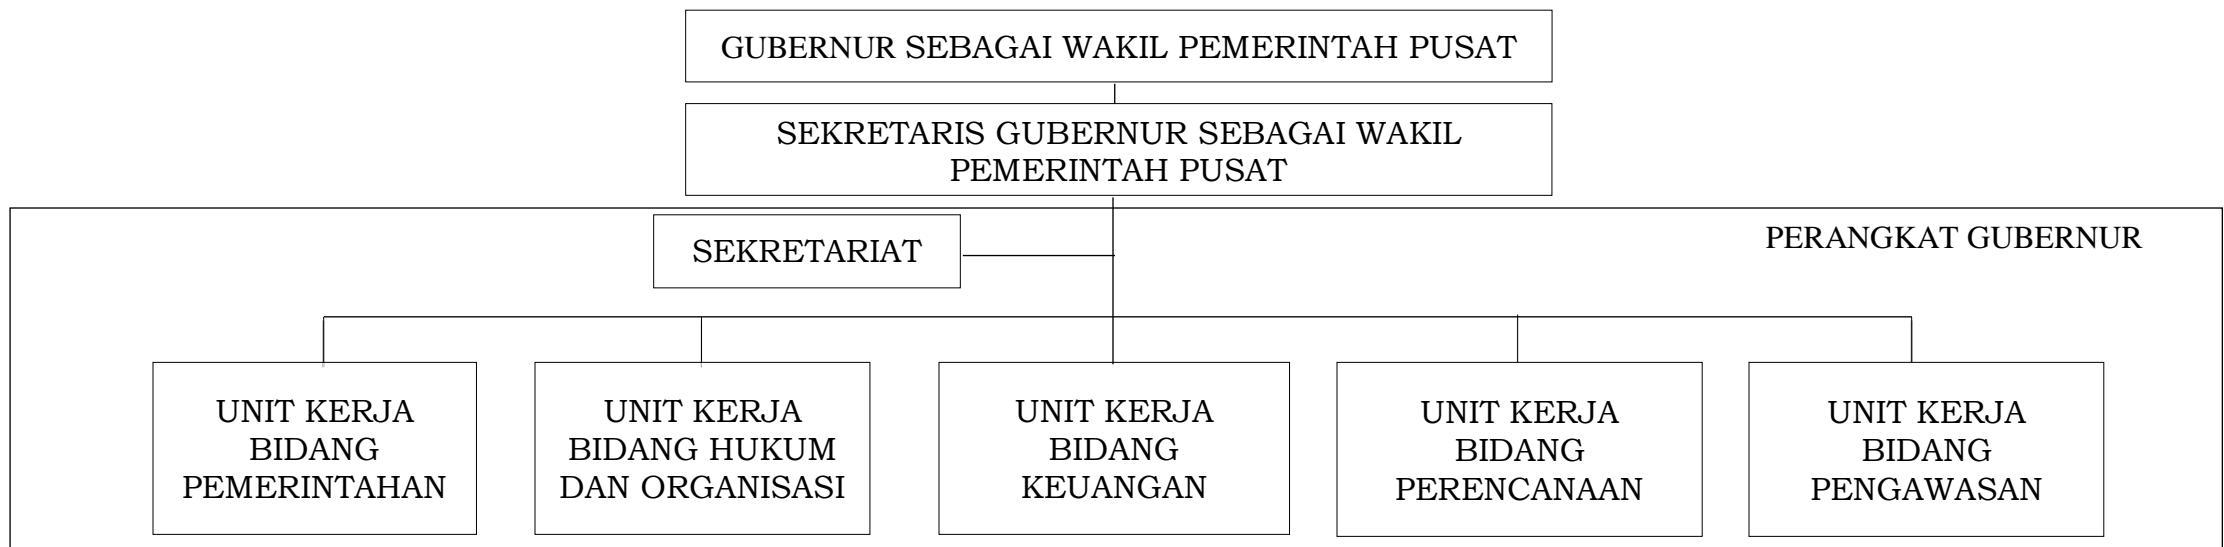 GUBERNUR SEBAGAI WAKIL PEMERINTAH PUSAT
SEKRETARIS GUBERNUR SEBAGAI WAKIL
PEMERINTAH PUSAT
SEKRETARIAT
PERANGKAT GUBERNUR
UNIT KERJA
BIDANG
PEMERINTAHAN
UNIT KERJA
BIDANG HUKUM
DAN ORGANISASI
UNIT KERJA
BIDANG
KEUANGAN
UNIT KERJA
BIDANG
PERENCANAAN
UNIT KERJA
BIDANG
PENGAWASAN